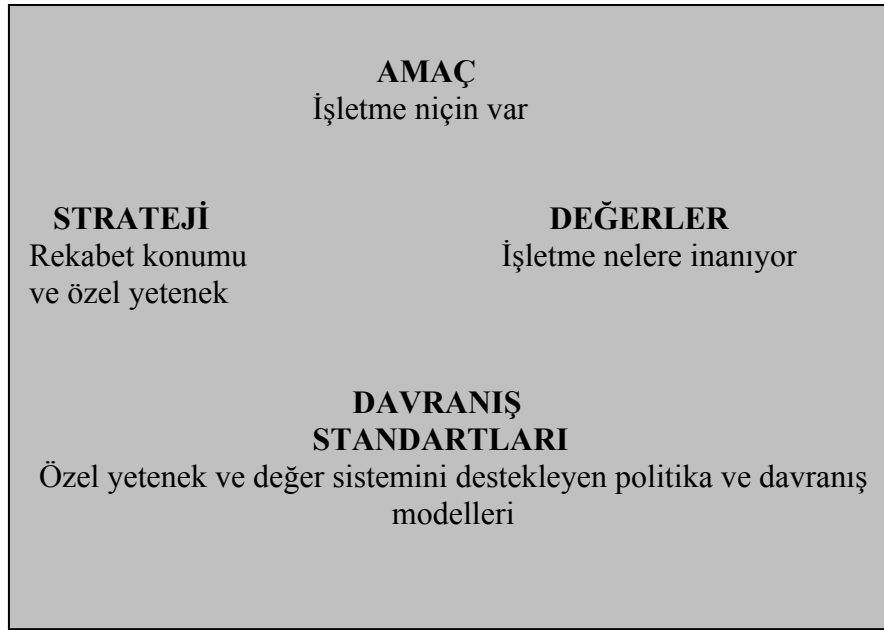 AMAÇ
İşletme niçin var
STRATEJİ
Rekabet konumu
ve özel yetenek
DEĞERLER
İşletme nelere inanıyor
DAVRANIŞ
STANDARTLARI
Özel yetenek ve değer sistemini destekleyen politika ve davranış
modelleri